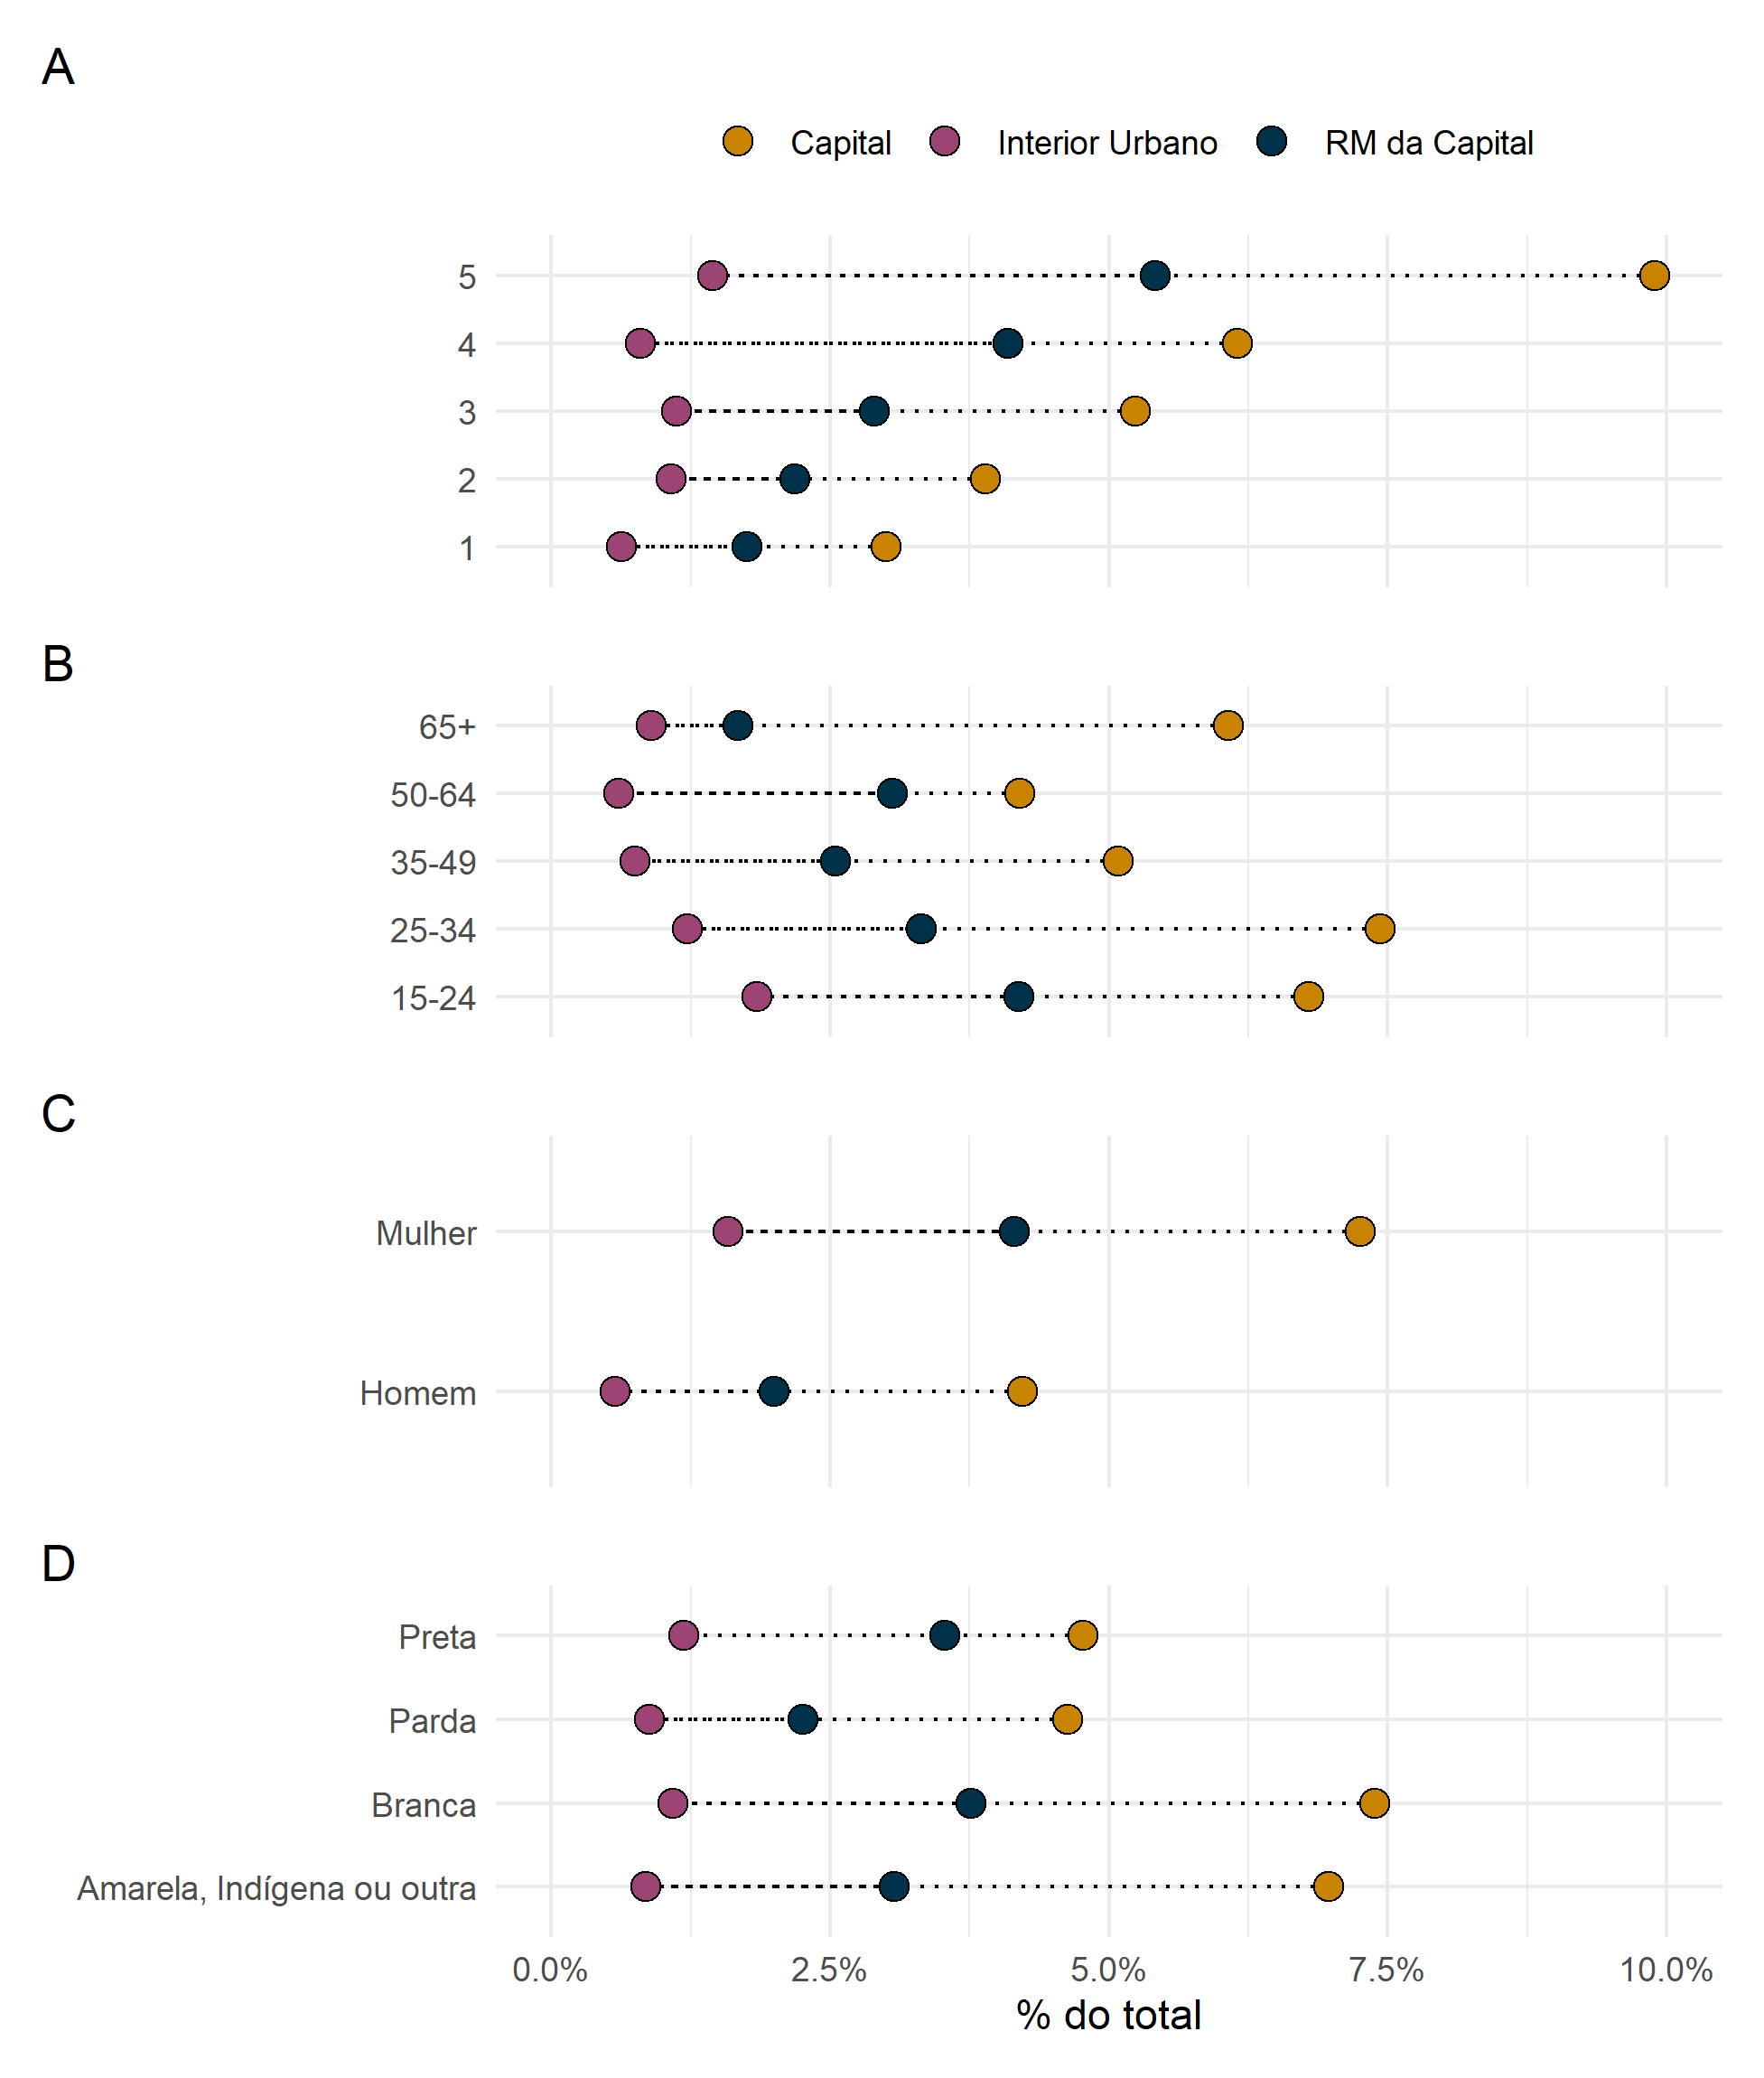 A
Capital Interior Urbano RM da Capital
5
4
3
2
1
B
65+
50-64
35-49
25-34
15-24
C
Mulher
Homem
D
Preta
Parda
Branca
Amarela, Indígena ou outra
0.0% 2.5% 5.0% 7.5% 10.0%
% do total